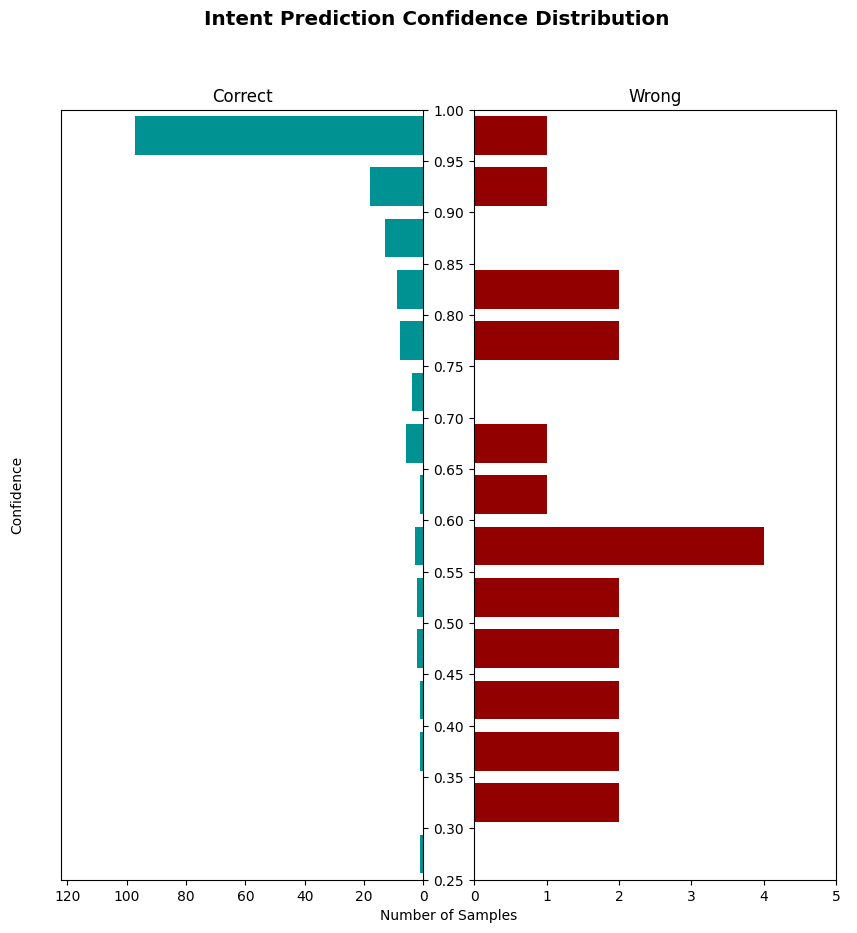 Intent Prediction Confidence Distribution
Correct
Wrong
Confidence
1.00
0.95
0.90
0.85
0.80
0.75
0.70
0.65
0.60
0.55
0.50
0.45
0.40
0.35
0.30
0.25
120 100 80 60 40 20 0
0 1 2 3 4 5
Number of Samples